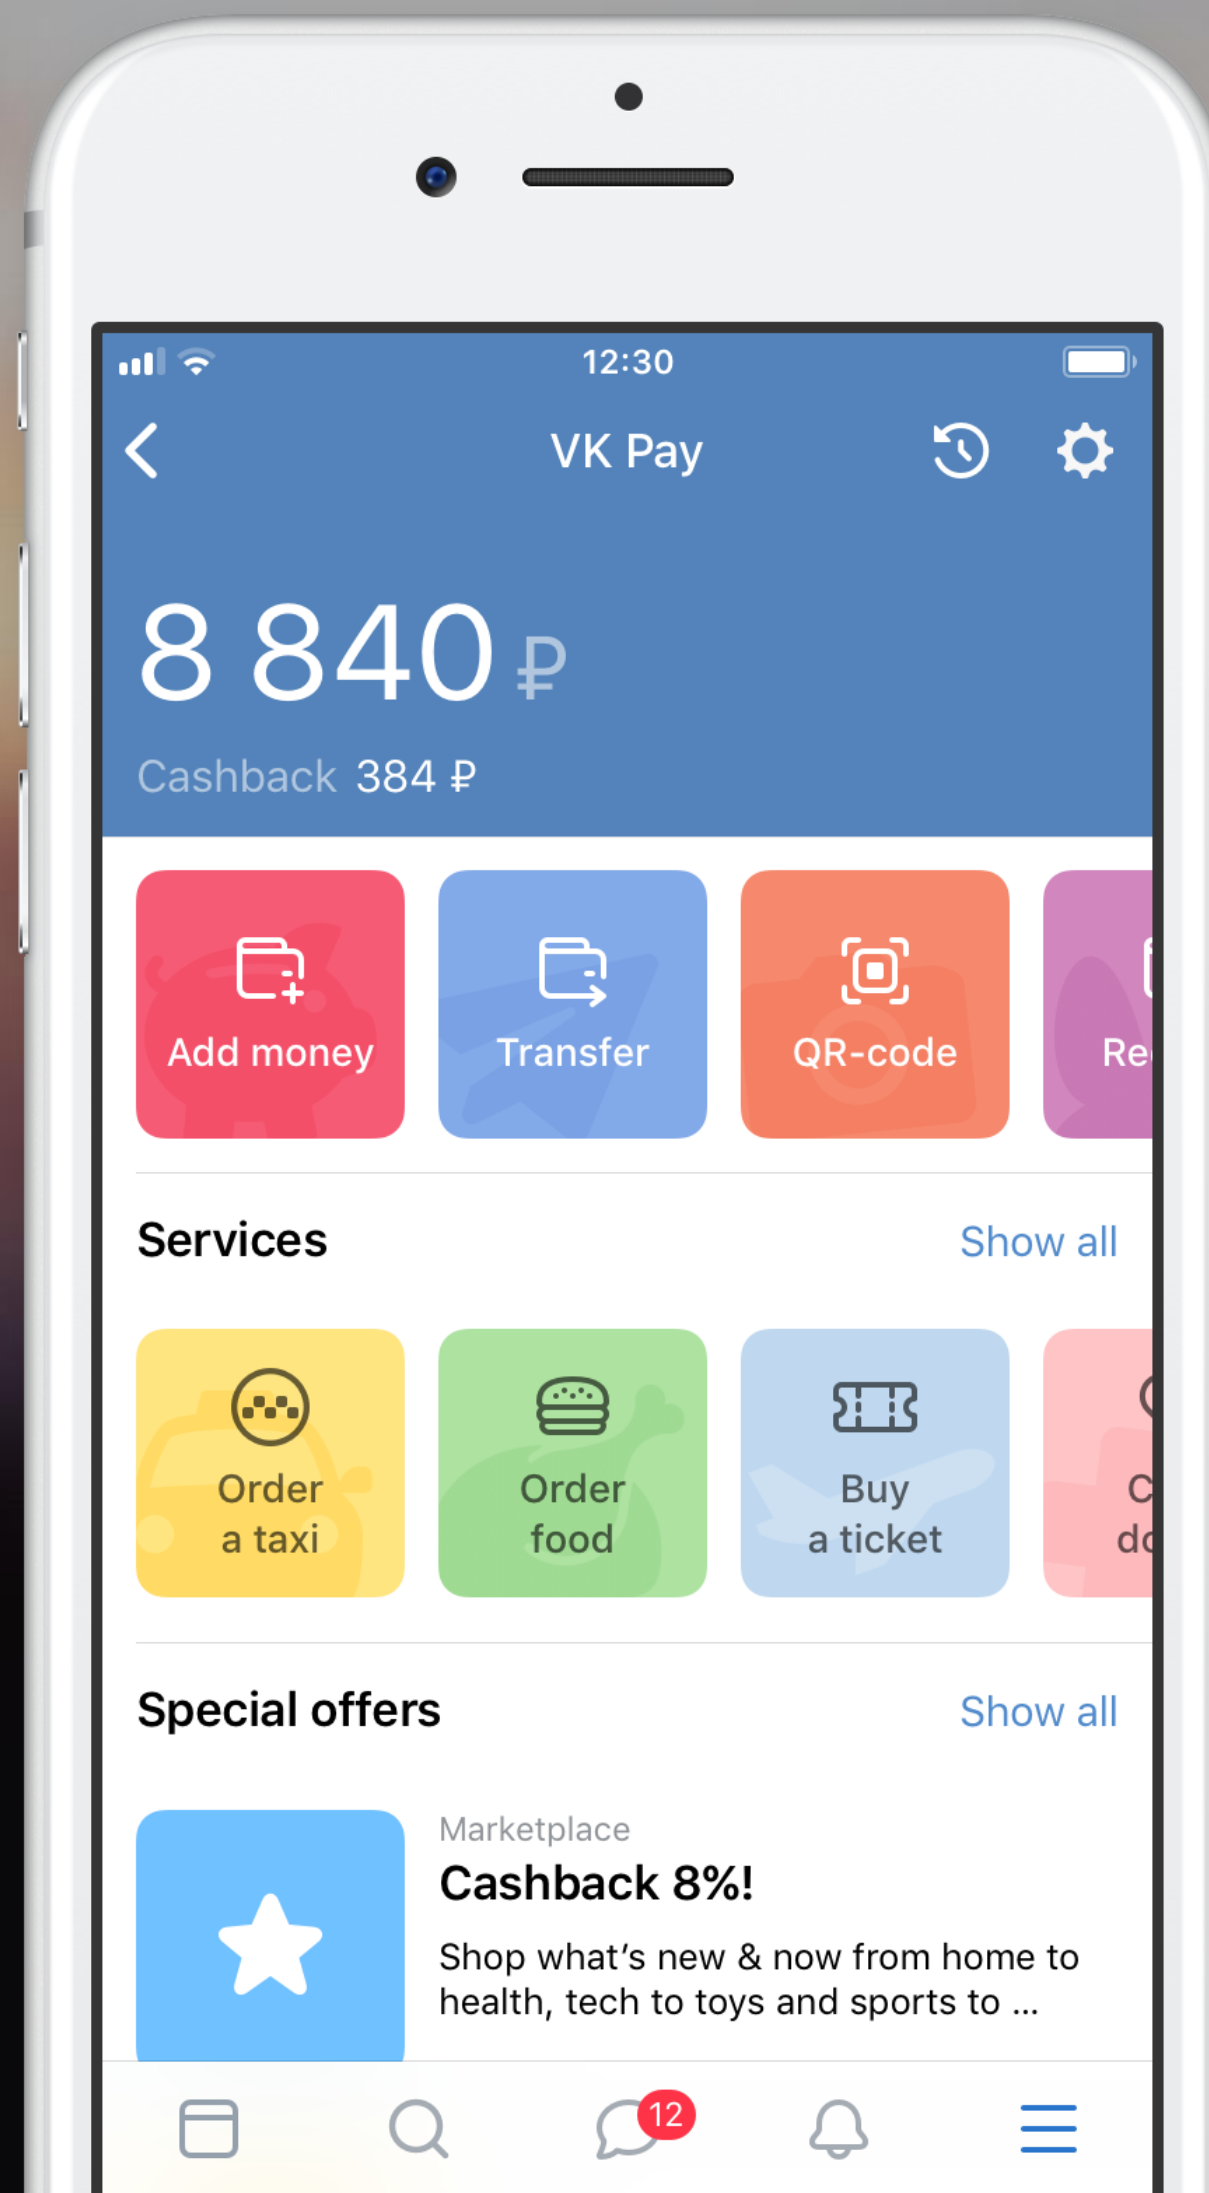 12:30
VK Pay
8 840 ₽
Cashback 384 ₽
Add money
Transfer
QR-code
Services
Show all
Order
a taxi
Order
food
Buy
a ticket
Special offers
Show all
Marketplace
Cashback 8%!
Shop what's new & now from home to
health, tech to toys and sports to ...
12